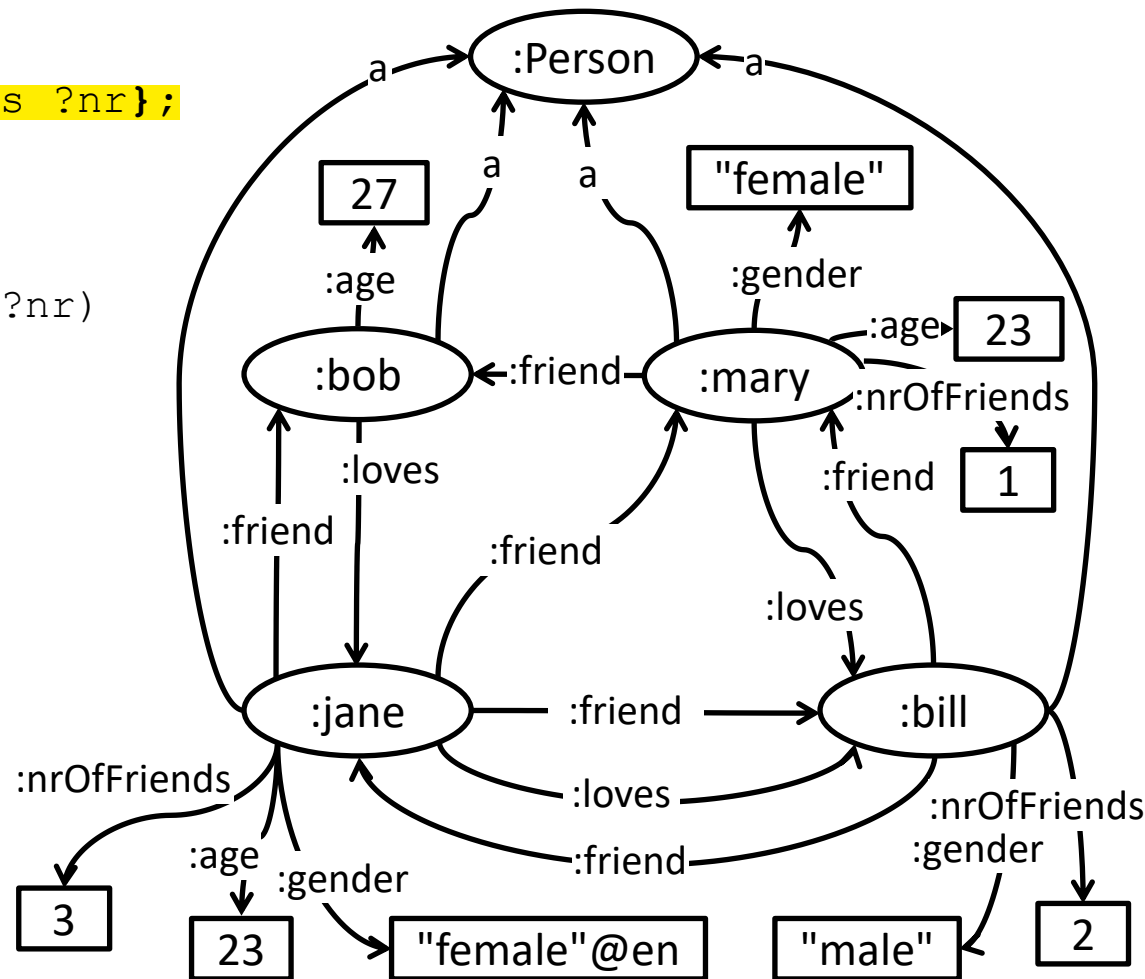 :Person
a
a
s ?nr};
a
a
27
"female"
:age
:gender
?nr)
:age
23
:bob
:friend
:mary
:nrOfFriends
:loves
:friend
1
:friend
:friend
:loves
:jane
:friend
:bill
:nrOfFriends
:loves
:nrOfFriends
:age
:friend
:gender
:gender
3
23
"female"@en
"male"
2